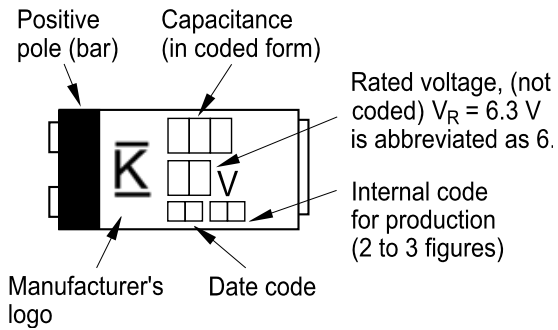 Positive
pole (bar)
Capacitance
(in coded form)
Rated voltage, (not
coded) VR = 6.3 V
is abbreviated as 6.
K
V
Internal code
for production
(2 to 3 figures)
Manufacturer's
logo
Date code